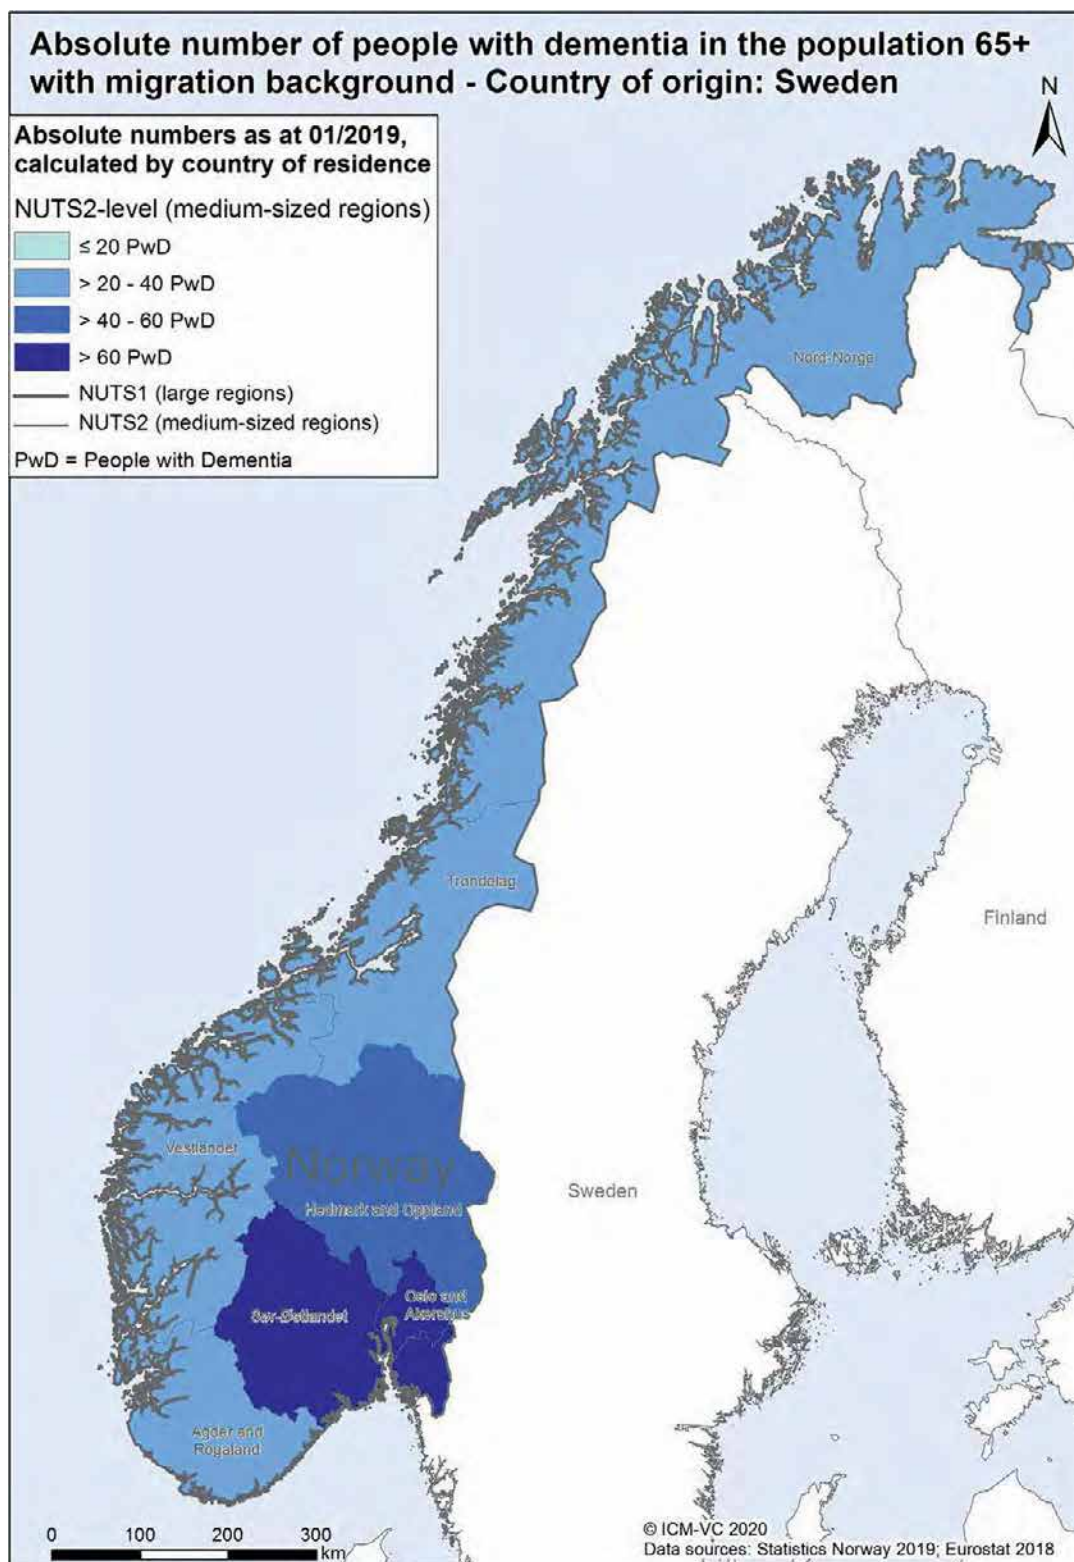 Absolute number of people with dementia in the population 65+
with migration background - Country of origin: Sweden
N
Absolute numbers as at 01/2019,
calculated by country of residence
NUTS2-level (medium-sized regions)
≤ 20 PwD
> 20 - 40 PwD
> 40 - 60 PwD
> 60 PwD
NUTS1 (large regions)
NUTS2 (medium-sized regions)
PwD = People with Dementia
Nord-Norge
Trøndelag
Finland
Vestlandet
Norway
Sweden
Hedmark and Oppland
Oslo and
Akershus
Sør-Østlandet
Agder and
Rogaland
0 100 200 300
km
© ICM-VC 2020
Data sources: Statistics Norway 2019; Eurostat 2018